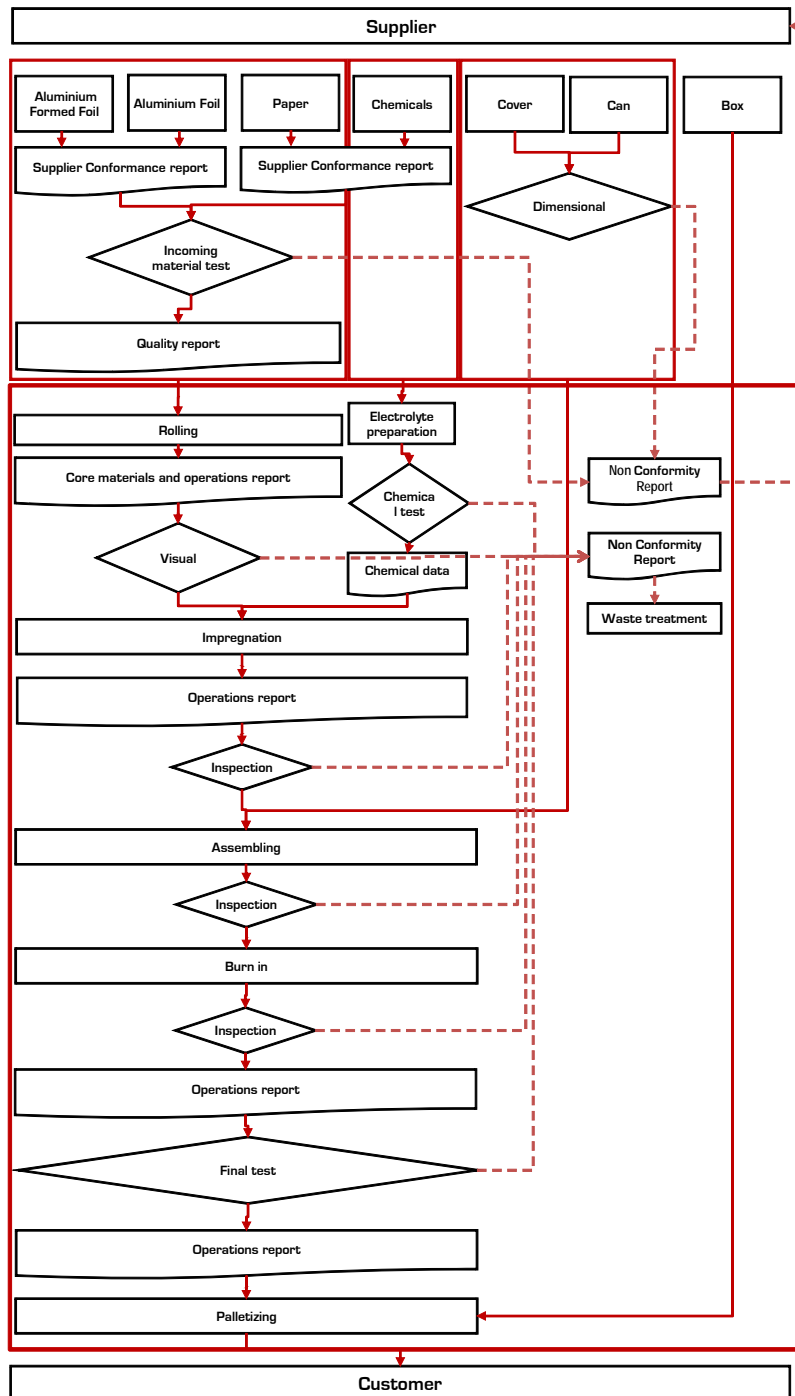 Supplier
Aluminium
Formed Foil
Aluminium Foil
Paper
Chemicals
Cover
Can
Box
Supplier Conformance report
Supplier Conformance report
Dimensional
Incoming
material test
Quality report
Rolling
Electrolyte
preparation
Core materials and operations report
Non Conformity
Report
Chemica
l test
Visual
Non Conformity
Report
Chemical data
Waste treatment
Impregnation
Operations report
Inspection
Assembling
Inspection
Burn in
Inspection
Operations report
Final test
Operations report
Palletizing
Customer